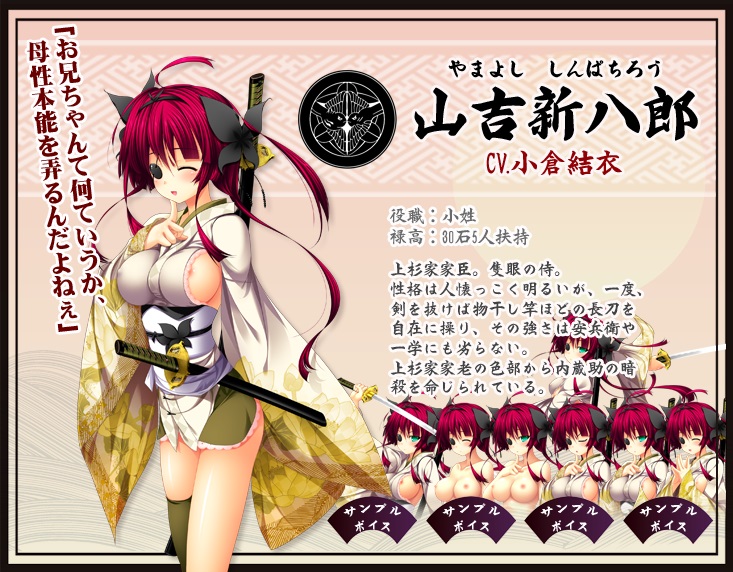 『お兄ちゃんて何ていうか、
母性本能を弄るんだよねぇ』
やまよし　しんぱちろう
山吉新八郎
CV.小倉結衣
役職：小姓
禄高：30石5人扶持
上杉家家臣。隻眼の侍。
性格は人懐っこく明るいが、一度、
剣を抜けば物干し竿ほどの長刀を
自在に操り、その強さは安兵衛や
一学にも劣らない。
上杉家家老の色部から内蔵助の暗
殺を命じられている。
サンプル
ボイス
サンプル
ボイス
サンプル
ボイス
サンプル
ボイス